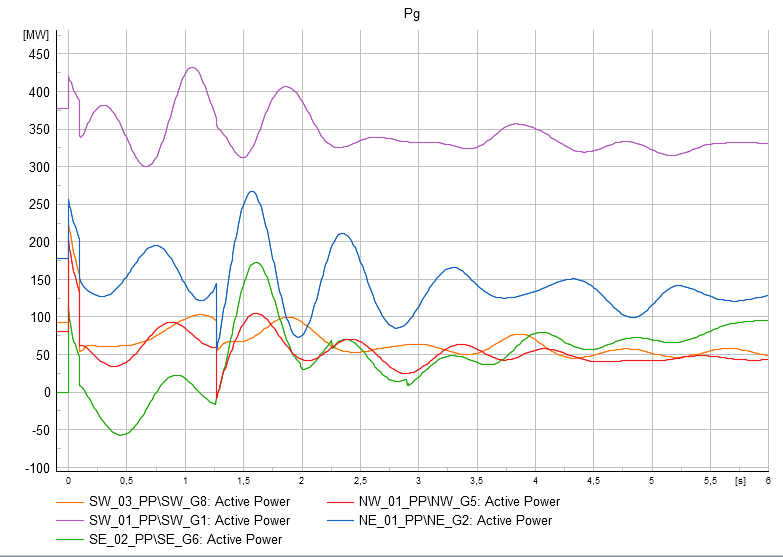 Pg
[MW]
450
400
350
300
250
200
150
100
50
0
-50
-100
0 0,5 1 1,5 2 2,5 3 3,5 4 4,5 5 5,5 [s] 6
SW_03_PP\SW_G8: Active Power NW_01_PP\NW_G5: Active Power
SW_01_PP\SW_G1: Active Power NE_01_PP\NE_G2: Active Power
SE_02_PP\SE_G6: Active Power